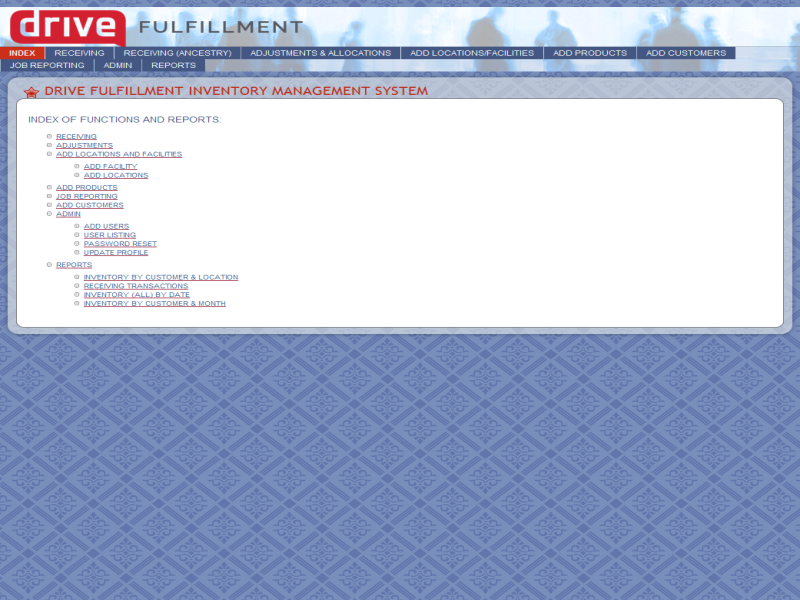 drive FULFILLMENT
INDEX RECEIVING RECEIVING (ANCESTRY) ADJUSTMENTS & ALLOCATIONS ADD LOCATIONS/FACILITIES ADD PRODUCTS ADD CUSTOMERS
JOB REPORTING ADMIN REPORTS
DRIVE FULFILLMENT INVENTORY MANAGEMENT SYSTEM
INDEX OF FUNCTIONS AND REPORTS:
RECEIVING
ADJUSTMENTS
ADD LOCATIONS AND FACILITIES
ADD FACILITY
ADD LOCATIONS
ADD PRODUCTS
JOB REPORTING
ADD CUSTOMERS
ADMIN
ADD USERS
USER LISTING
PASSWORD RESET
UPDATE PROFILE
REPORTS
INVENTORY BY CUSTOMER & LOCATION
RECEIVING TRANSACTIONS
INVENTORY (ALL) BY DATE
INVENTORY BY CUSTOMER & MONTH